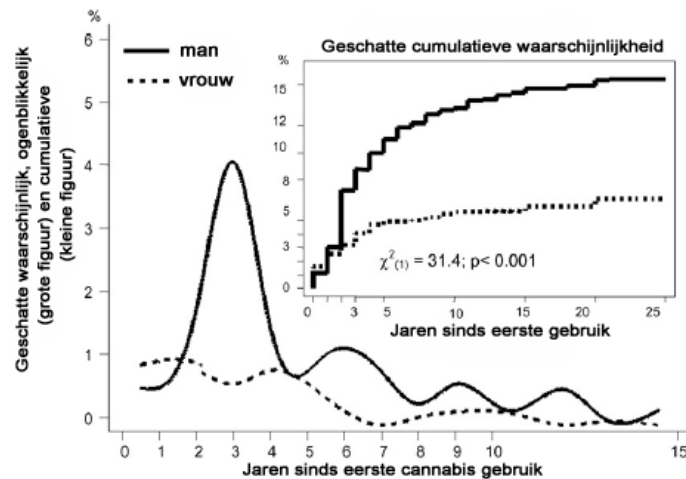 %
6
5
4
3
2
1
0
Geschatte waarschijnlijk, ogenblikkelijk
(grote figuur) en cumulatieve
(kleine figuur)
man
vrouw
Geschatte cumulatieve waarschijnlijkheid
%
15
12
10
8
5
3
0
χ²(1) = 31.4; p< 0.001
0 3 5 10 15 20 25
Jaren sinds eerste gebruik
0 1 2 3 4 5 6 7 8 9 10 15
Jaren sinds eerste cannabis gebruik